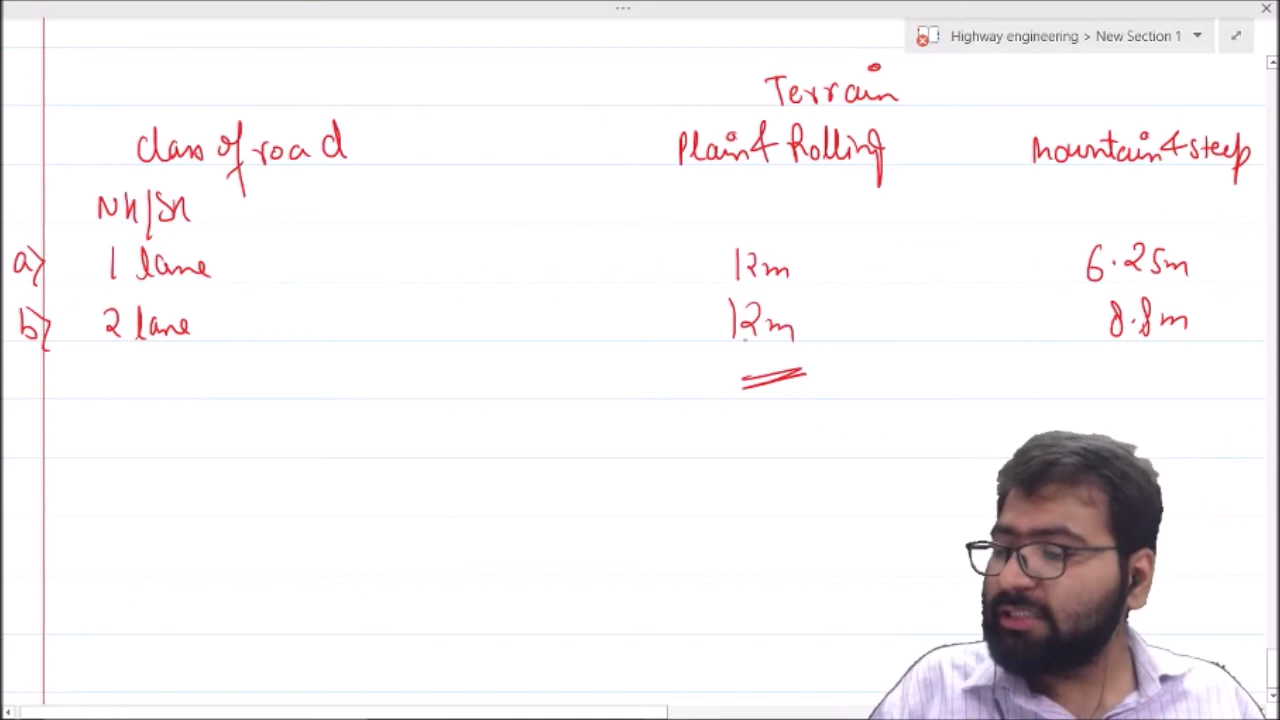 Highway engineering > New Section 1
Terrain
Class of road Plain & Rolling Mountain & steep
NH/SH
a) 1 lane 12m 6.25m
b) 2 lane 12m 8.8m